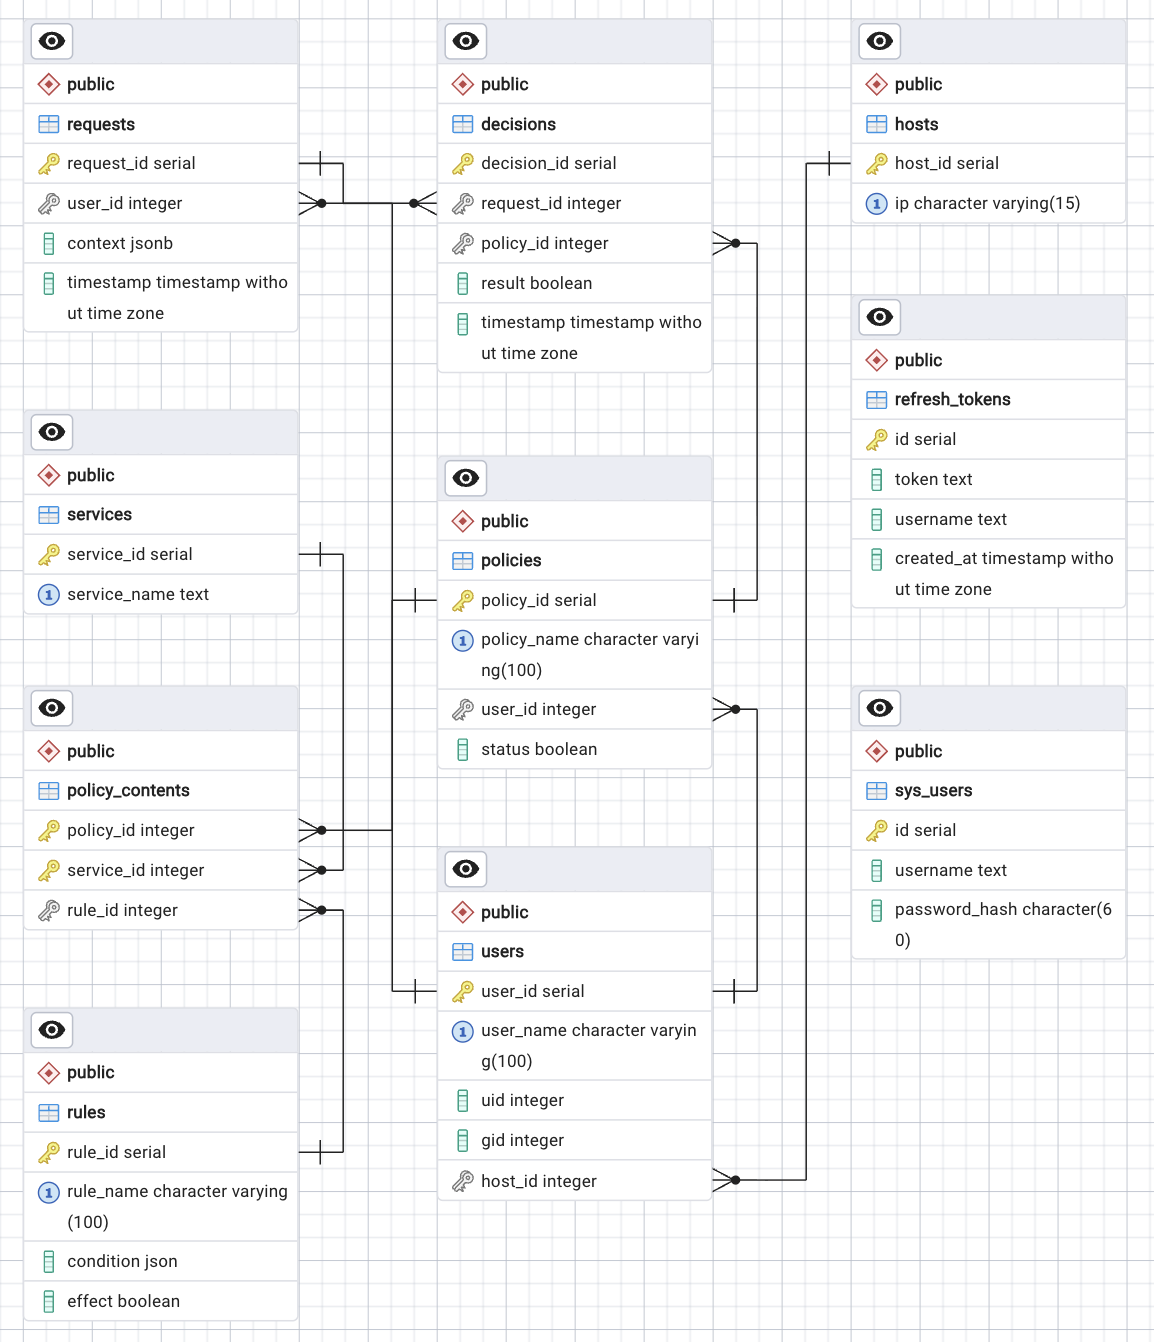 public
requests
request_id serial
user_id integer
context jsonb
timestamp timestamp witho
ut time zone
public
services
service_id serial
1 service_name text
public
policy_contents
policy_id integer
service_id integer
rule_id integer
public
rules
rule_id serial
1 rule_name character varying
(100)
condition json
effect boolean
public
decisions
decision_id serial
request_id integer
policy_id integer
result boolean
timestamp timestamp witho
ut time zone
public
policies
policy_id serial
1 policy_name character varyi
ng(100)
user_id integer
status boolean
public
users
user_id serial
1 user_name character varyin
g(100)
uid integer
gid integer
host_id integer
public
hosts
host_id serial
1 ip character varying(15)
public
refresh_tokens
id serial
token text
username text
created_at timestamp witho
ut time zone
public
sys_users
id serial
username text
password_hash character(6
0)